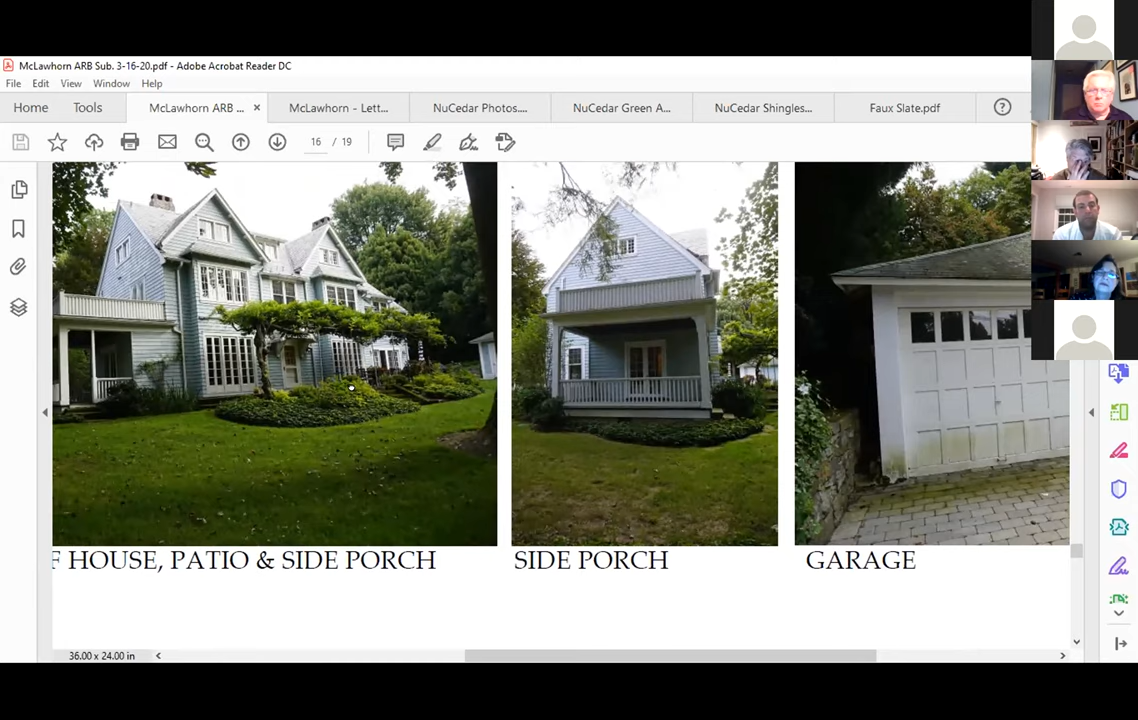 McLawhorn ARB Sub. 3-16-20.pdf - Adobe Acrobat Reader DC
File Edit View Window Help
Home Tools McLawhorn ARB ... × McLawhorn - Lett... NuCedar Photos.... NuCedar Green A... NuCedar Shingles... Faux Slate.pdf ?
16 / 19
F HOUSE, PATIO & SIDE PORCH SIDE PORCH GARAGE
36.00 x 24.00 in